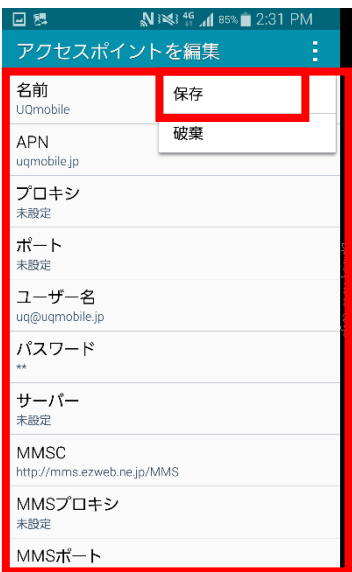 4G 85% 2:31 PM
アクセスポイントを編集
保存
破棄
名前
UQmobile
APN
uqmobile.jp
プロキシ
未設定
ポート
未設定
ユーザー名
uq@uqmobile.jp
パスワード
**
サーバー
未設定
MMSC
http://mms.ezweb.ne.jp/MMS
MMSプロキシ
未設定
MMSポート